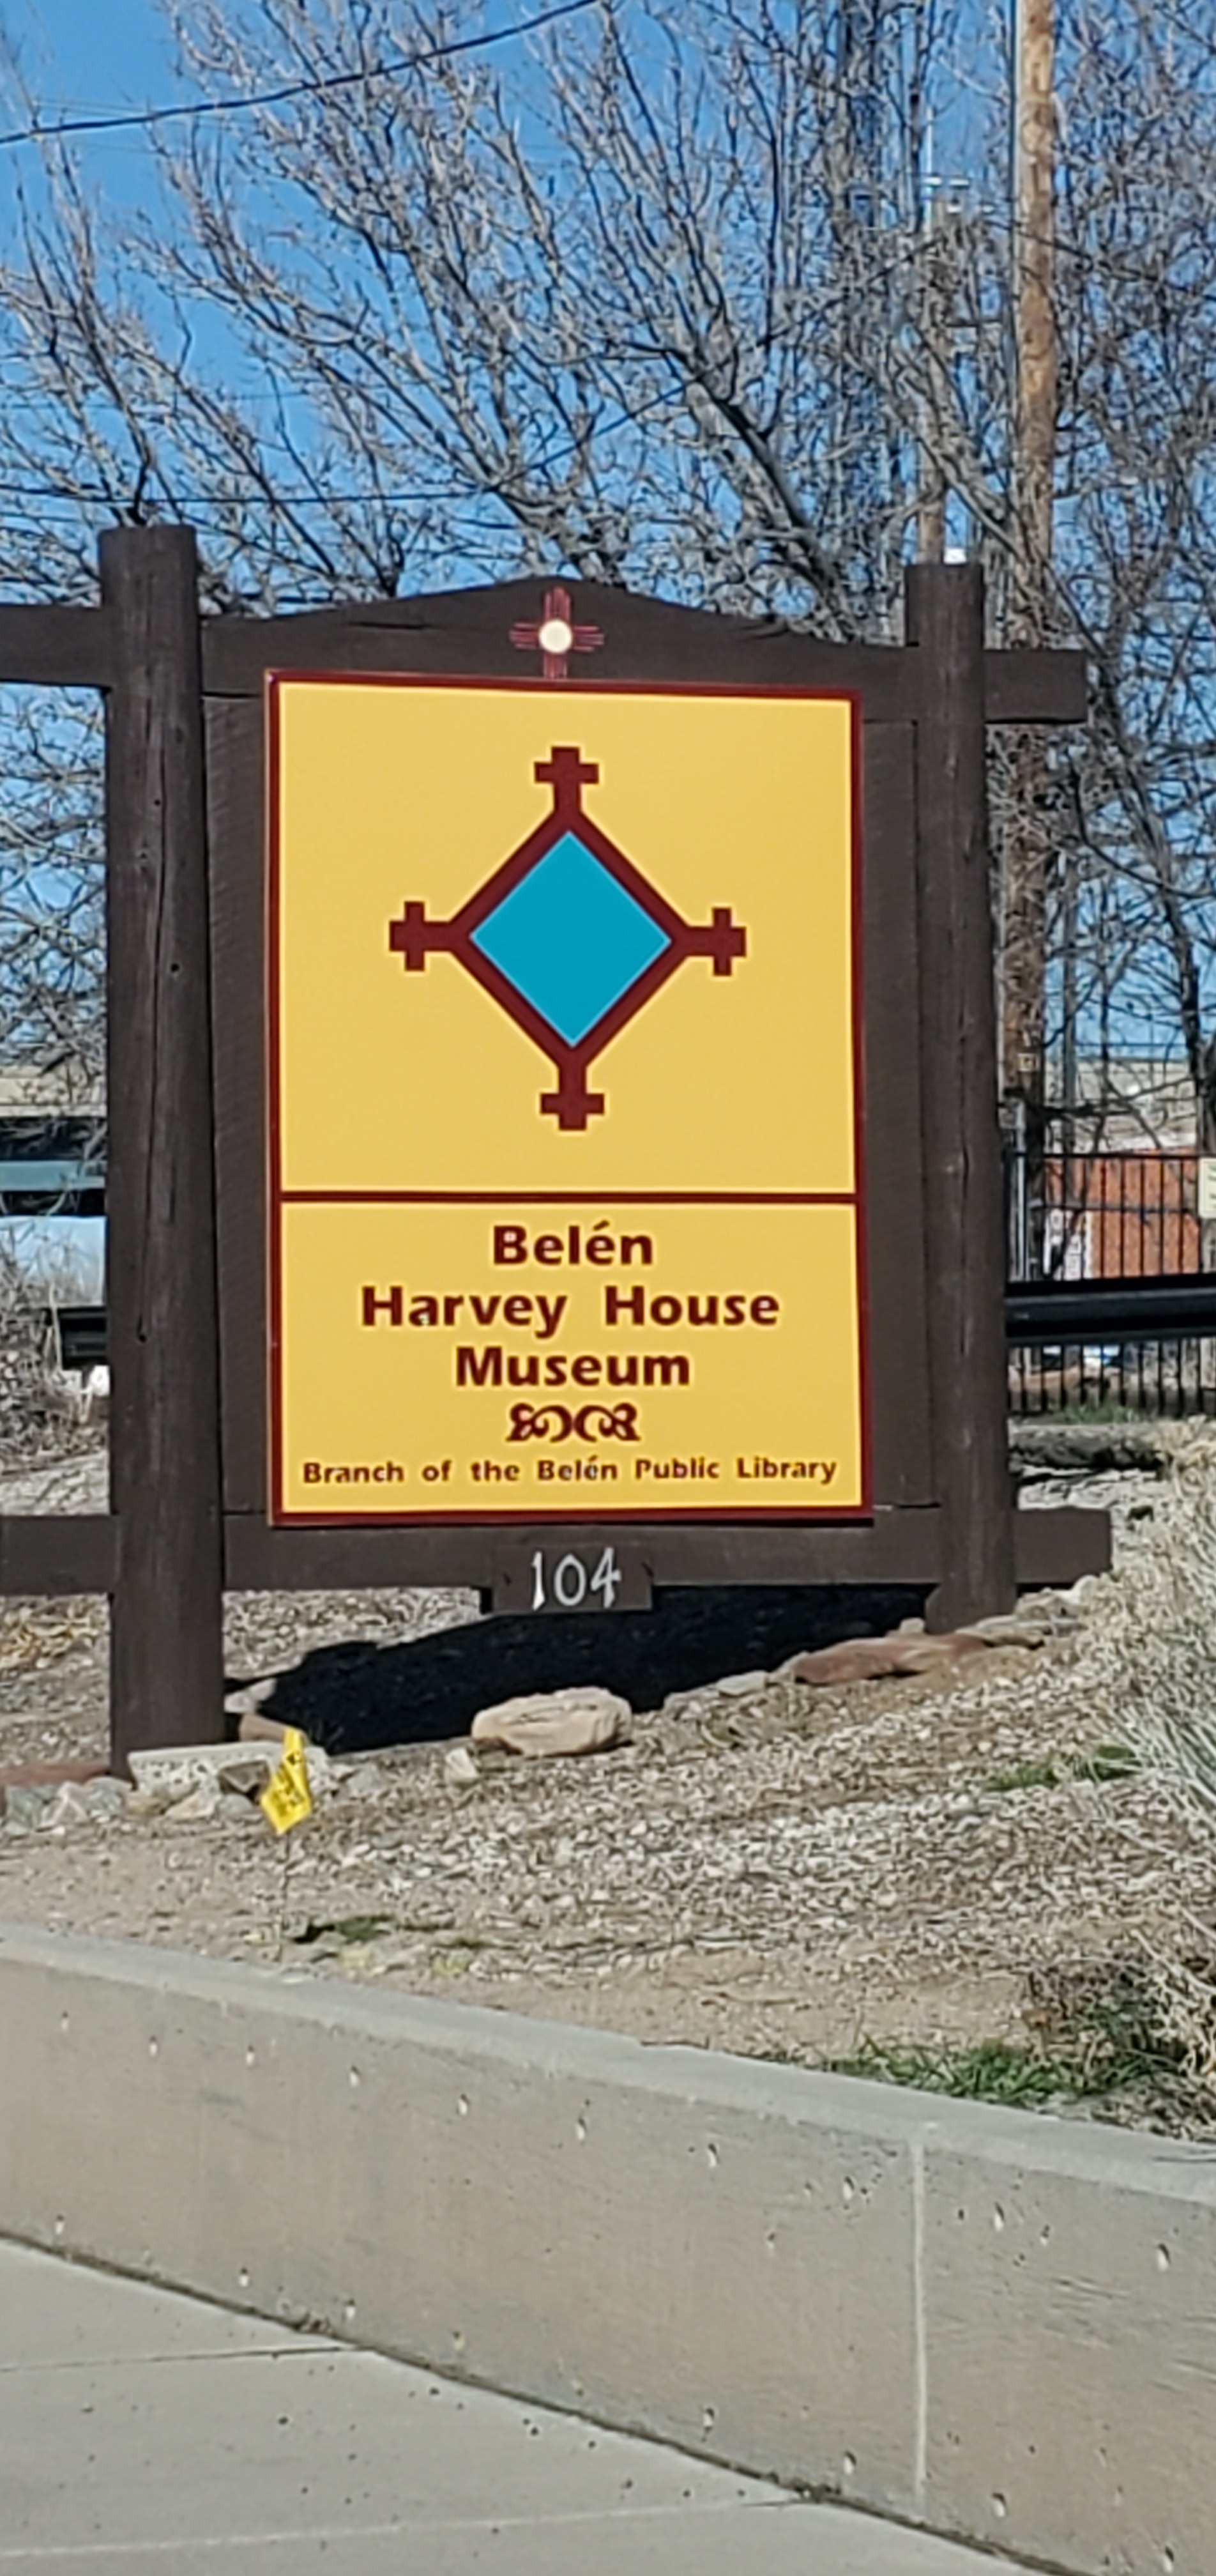 Belén
Harvey House
Museum
Branch of the Belén Public Library
104